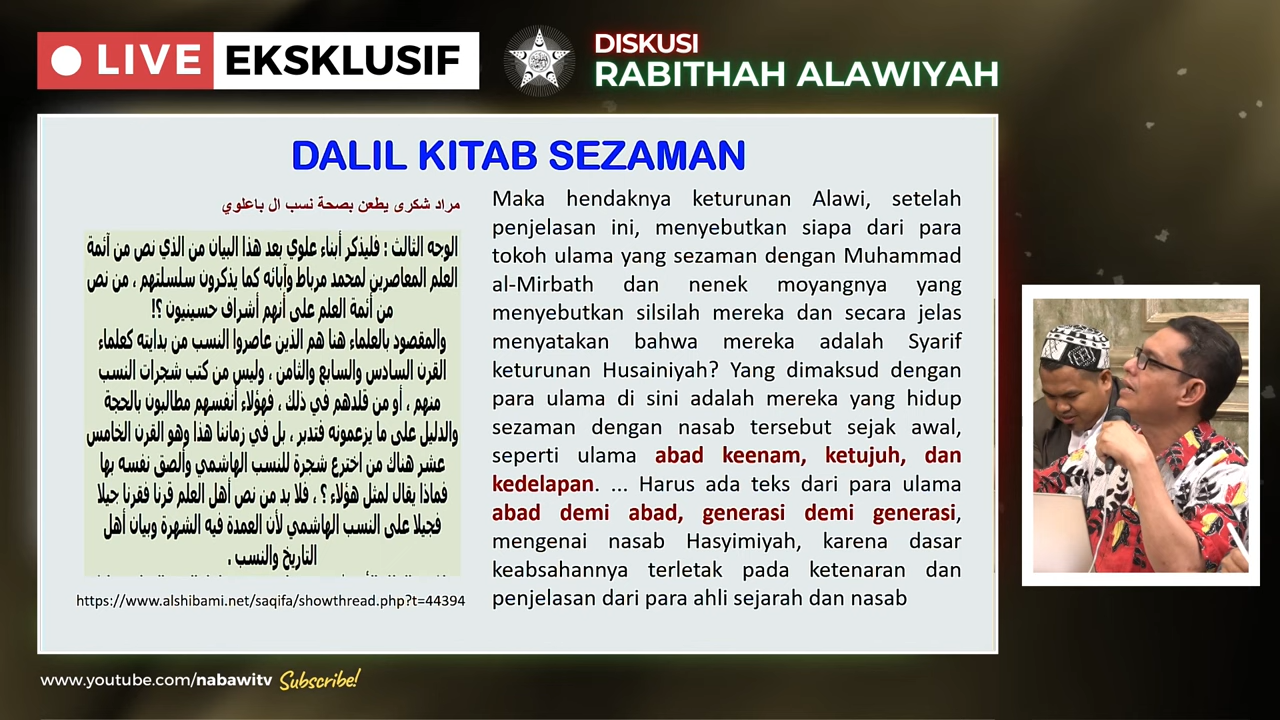 LIVE EKSKLUSIF
DISKUSI
RABITHAH ALAWIYAH
DALIL KITAB SEZAMAN
مراد شكرى يطعن بصحة نسب ال باعلوي
الوجه الثالث : فليذكر أبناء علوي بعد هذا البيان من الذي نص من أئمة
العلم المعاصرين لمحمد مرباط وآبائه كما يذكرون سلسلتهم ، من نص
من أئمة العلم على أنهم أشراف حسينيون ؟!
والمقصود بالعلماء هنا هم الذين عاصروا النسب من بدايته كعلماء
القرن السادس والسابع والثامن ، وليس من كتب شجرات النسب
منهم ، أو من قلدهم في ذلك ، فهؤلاء أنفسهم مطالبون بالحجة
والدليل على ما يزعمونه فتدبر ، بل في زماننا هذا وهو القرن الخامس
عشر هناك من اخترع شجرة للنسب الهاشمي وألصق نفسه بها
فماذا يقال لمثل هؤلاء ؟ ، فلا بد من نص أهل العلم قرنا فقرنا جيلا
فجيلا على النسب الهاشمي لأن العمدة فيه الشهرة وبيان أهل
التاريخ والنسب .
https://www.alshibami.net/saqifa/showthread.php?t=44394
Maka hendaknya keturunan Alawi, setelah
penjelasan ini, menyebutkan siapa dari para
tokoh ulama yang sezaman dengan Muhammad
al-Mirbath dan nenek moyangnya yang
menyebutkan silsilah mereka dan secara jelas
menyatakan bahwa mereka adalah Syarif
keturunan Husainiyah? Yang dimaksud dengan
para ulama di sini adalah mereka yang hidup
sezaman dengan nasab tersebut sejak awal,
seperti ulama abad keenam, ketujuh, dan
kedelapan. ... Harus ada teks dari para ulama
abad demi abad, generasi demi generasi,
mengenai nasab Hasyimiyah, karena dasar
keabsahannya terletak pada ketenaran dan
penjelasan dari para ahli sejarah dan nasab
www.youtube.com/nabawitv Subscribe!